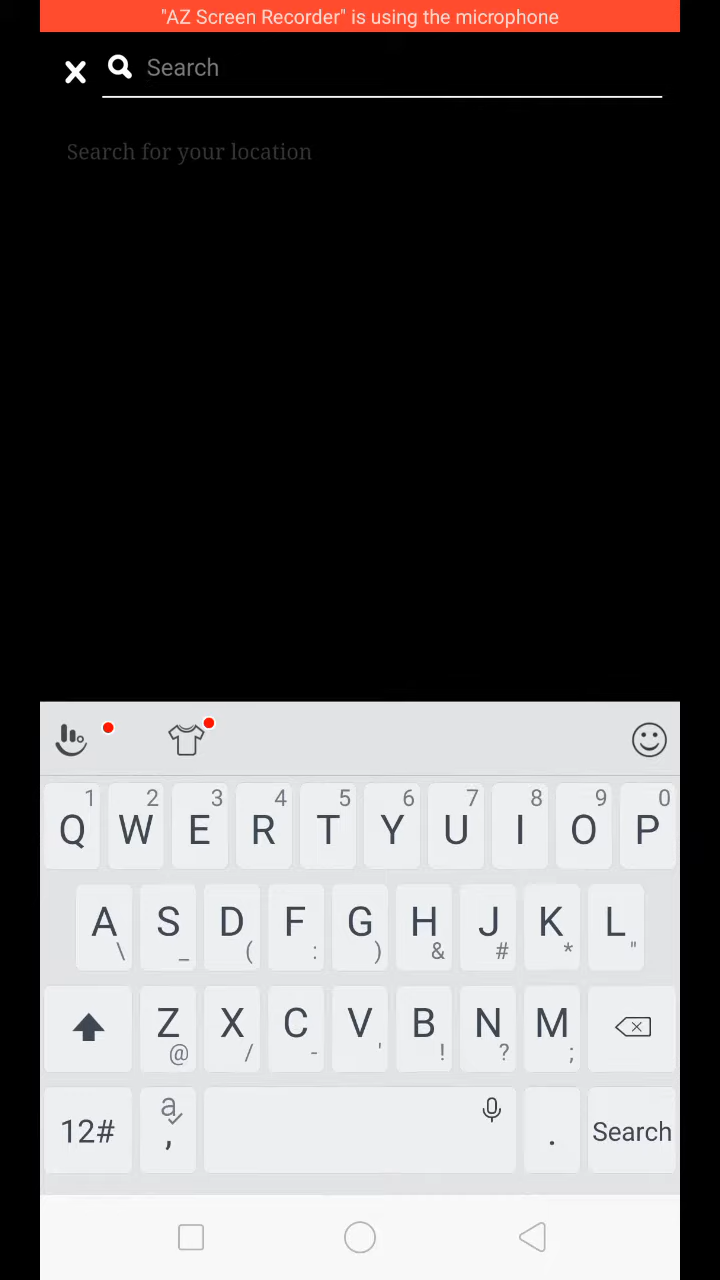 "AZ Screen Recorder" is using the microphone
Search
Search for your location
1 2 3 4 5 6 7 8 9 0
Q W E R T Y U I O P
A S D F G H J K L
\ _ ( : ) & # * "
Z X C V B N M
@ / - ' ! ? ;
a
12# , . Search